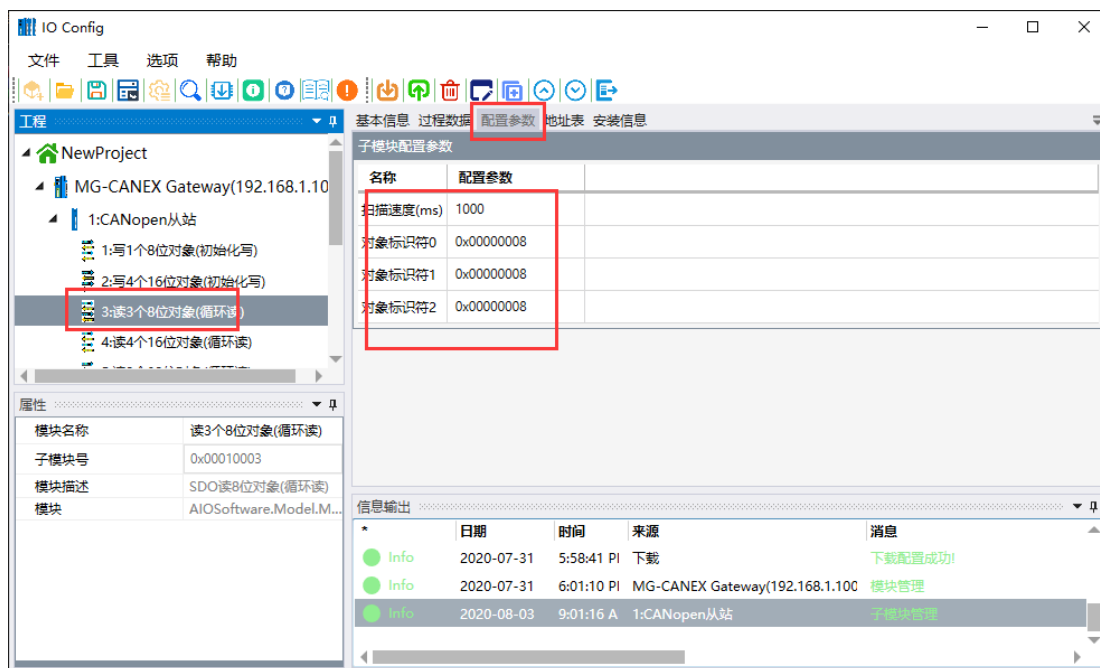 IO Config
文件 工具 选项 帮助
工程
NewProject
MG-CANEX Gateway(192.168.1.10
1:CANopen从站
1:写1个8位对象(初始化写)
2:写4个16位对象(初始化写)
3:读3个8位对象(循环读)
4:读4个16位对象(循环读)
属性
模块名称 读3个8位对象(循环读)
子模块号 0x00010003
模块描述 SDO读8位对象(循环读)
模块 AIOSoftware.Model.M...
基本信息 过程数据 配置参数 地址表 安装信息
子模块配置参数
名称 配置参数
扫描速度(ms) 1000
对象标识符0 0x00000008
对象标识符1 0x00000008
对象标识符2 0x00000008
信息输出
* 日期 时间 来源 消息
Info 2020-07-31 5:58:41 PI 下载 下载配置成功!
Info 2020-07-31 6:01:10 PI MG-CANEX Gateway(192.168.1.100 模块管理
Info 2020-08-03 9:01:16 A 1:CANopen从站 子模块管理